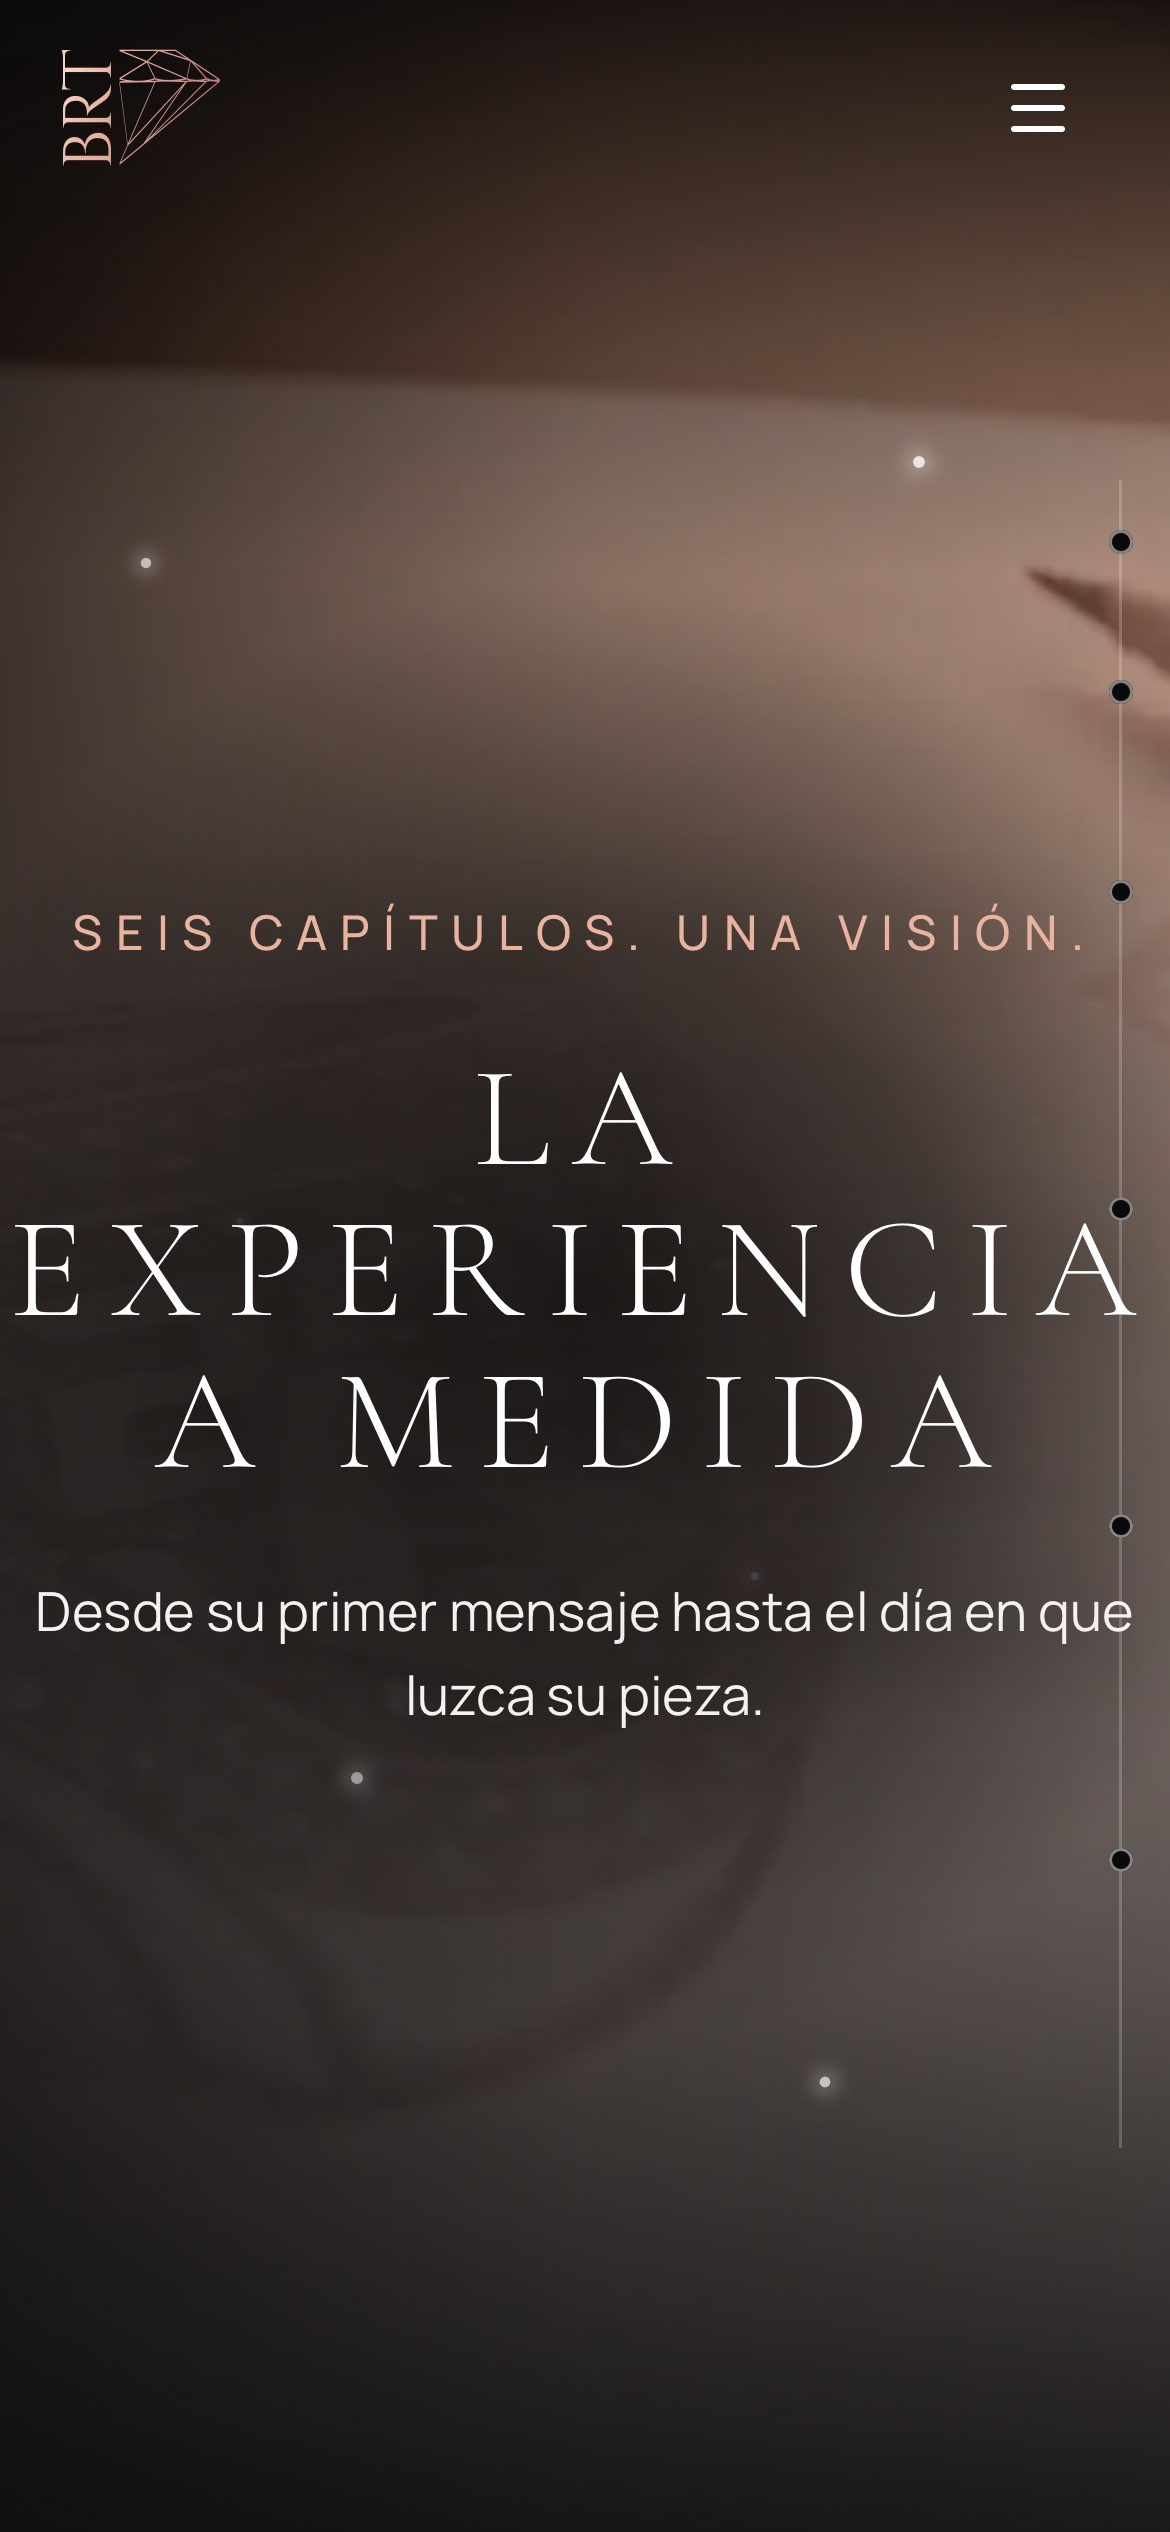 BRT
SEIS CAPÍTULOS. UNA VISIÓN.
LA
EXPERIENCIA
A MEDIDA
Desde su primer mensaje hasta el día en que
luzca su pieza.